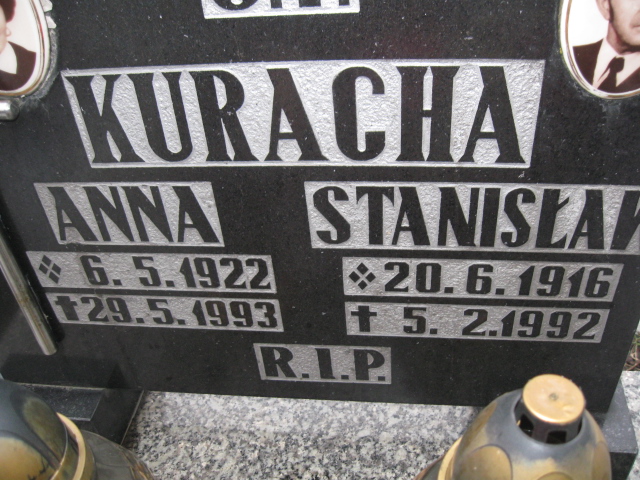 KURACHA
ANNA STANISŁAW
6.5.1922 20.6.1916
✝29.5.1993 ✝ 5.2.1992
R.I.P.